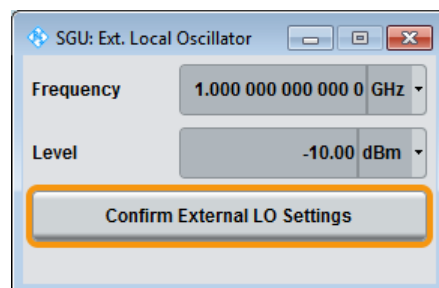 SGU: Ext. Local Oscillator
Frequency 1.000 000 000 000 0 GHz
Level -10.00 dBm
Confirm External LO Settings